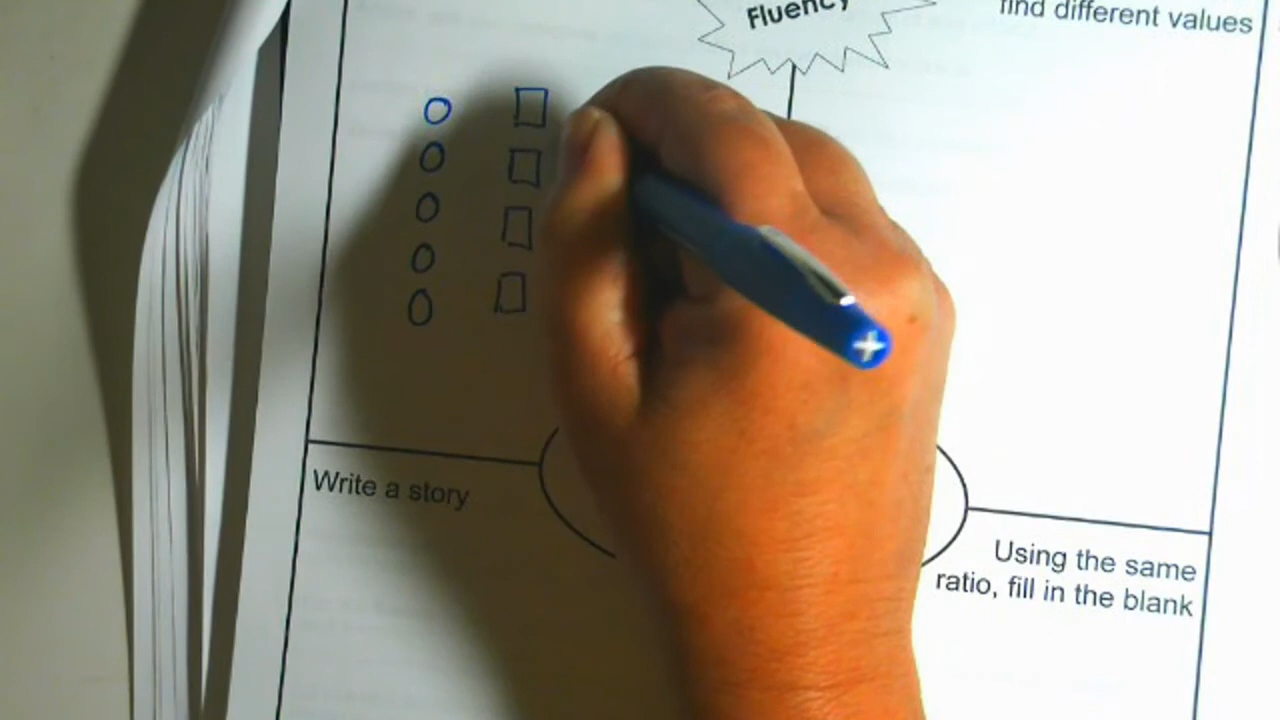 Fluency
find different values
Write a story
Using the same
ratio, fill in the blank